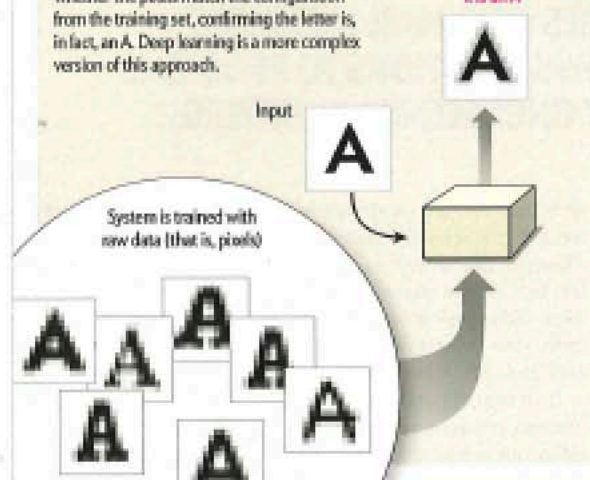 from the training set, confirming the letter is,
in fact, an A. Deep learning is a more complex
version of this approach.
Input
A
A
System is trained with
raw data (that is, pixels)
A
A
A
A
A
A
A